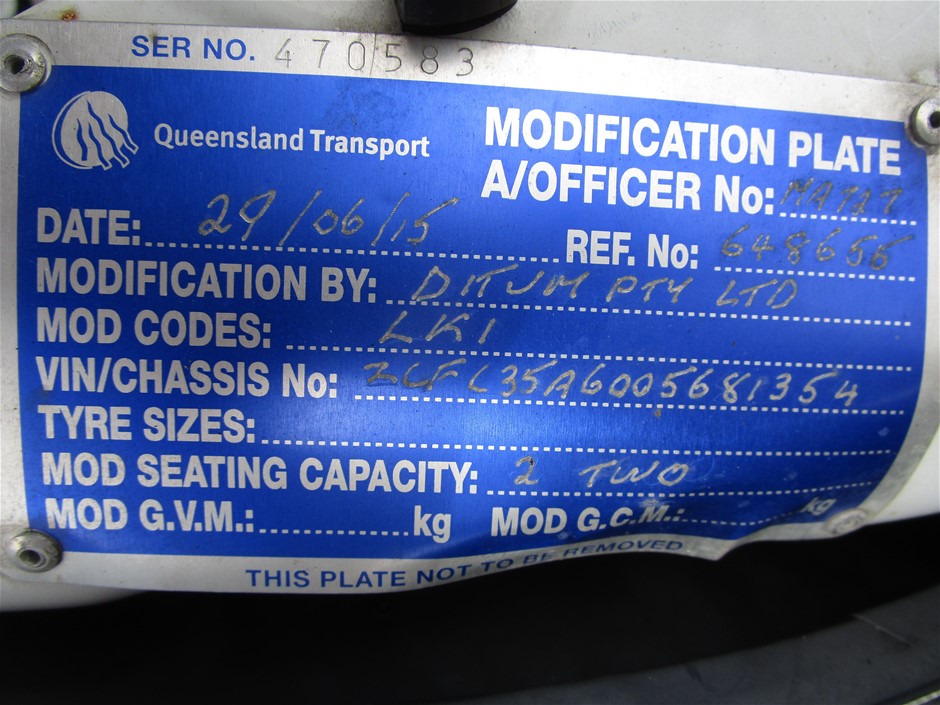 SER NO. 470583
Queensland Transport
MODIFICATION PLATE
A/OFFICER No:
DATE: 29/06/15 REF. No: 648656
MODIFICATION BY: DITUM PTY LTD
MOD CODES: LK1
VIN/CHASSIS No: ZCFC35A6005681354
TYRE SIZES:
MOD SEATING CAPACITY: 2 TWO
MOD G.V.M.: kg MOD G.C.M.: kg
THIS PLATE NOT TO BE REMOVED